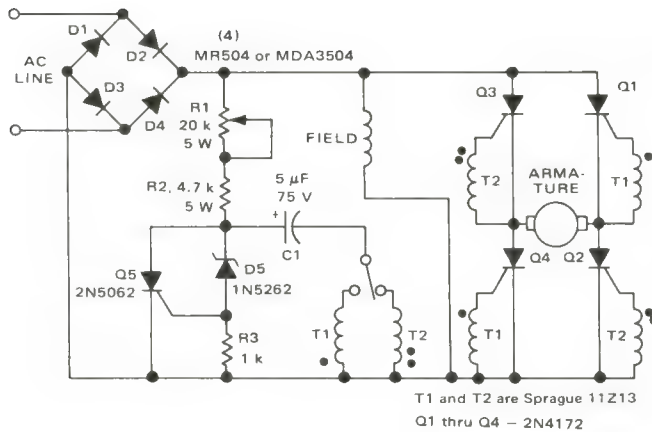 D1
D2
AC
LINE
D3
D4
(4)
MR504 or MDA3504
R1
20 k
5 W
R2, 4.7 k
5 W
5 μF
75 V
+
C1
FIELD
Q3
Q1
T2
ARMA-
TURE
T1
Q4
Q2
Q5
2N5062
D5
1N5262
R3
1 k
T1
T2
T1
T2
T1 and T2 are Sprague 11Z13
Q1 thru Q4 – 2N4172